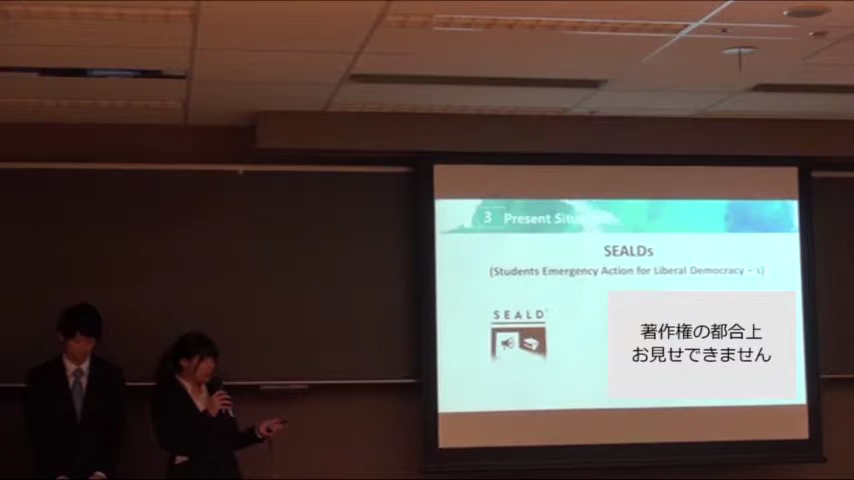 3 Present
SEALDs
(Students Emergency Action for Liberal Democracy – s)
SEALD
著作権の都合上
お見せできません